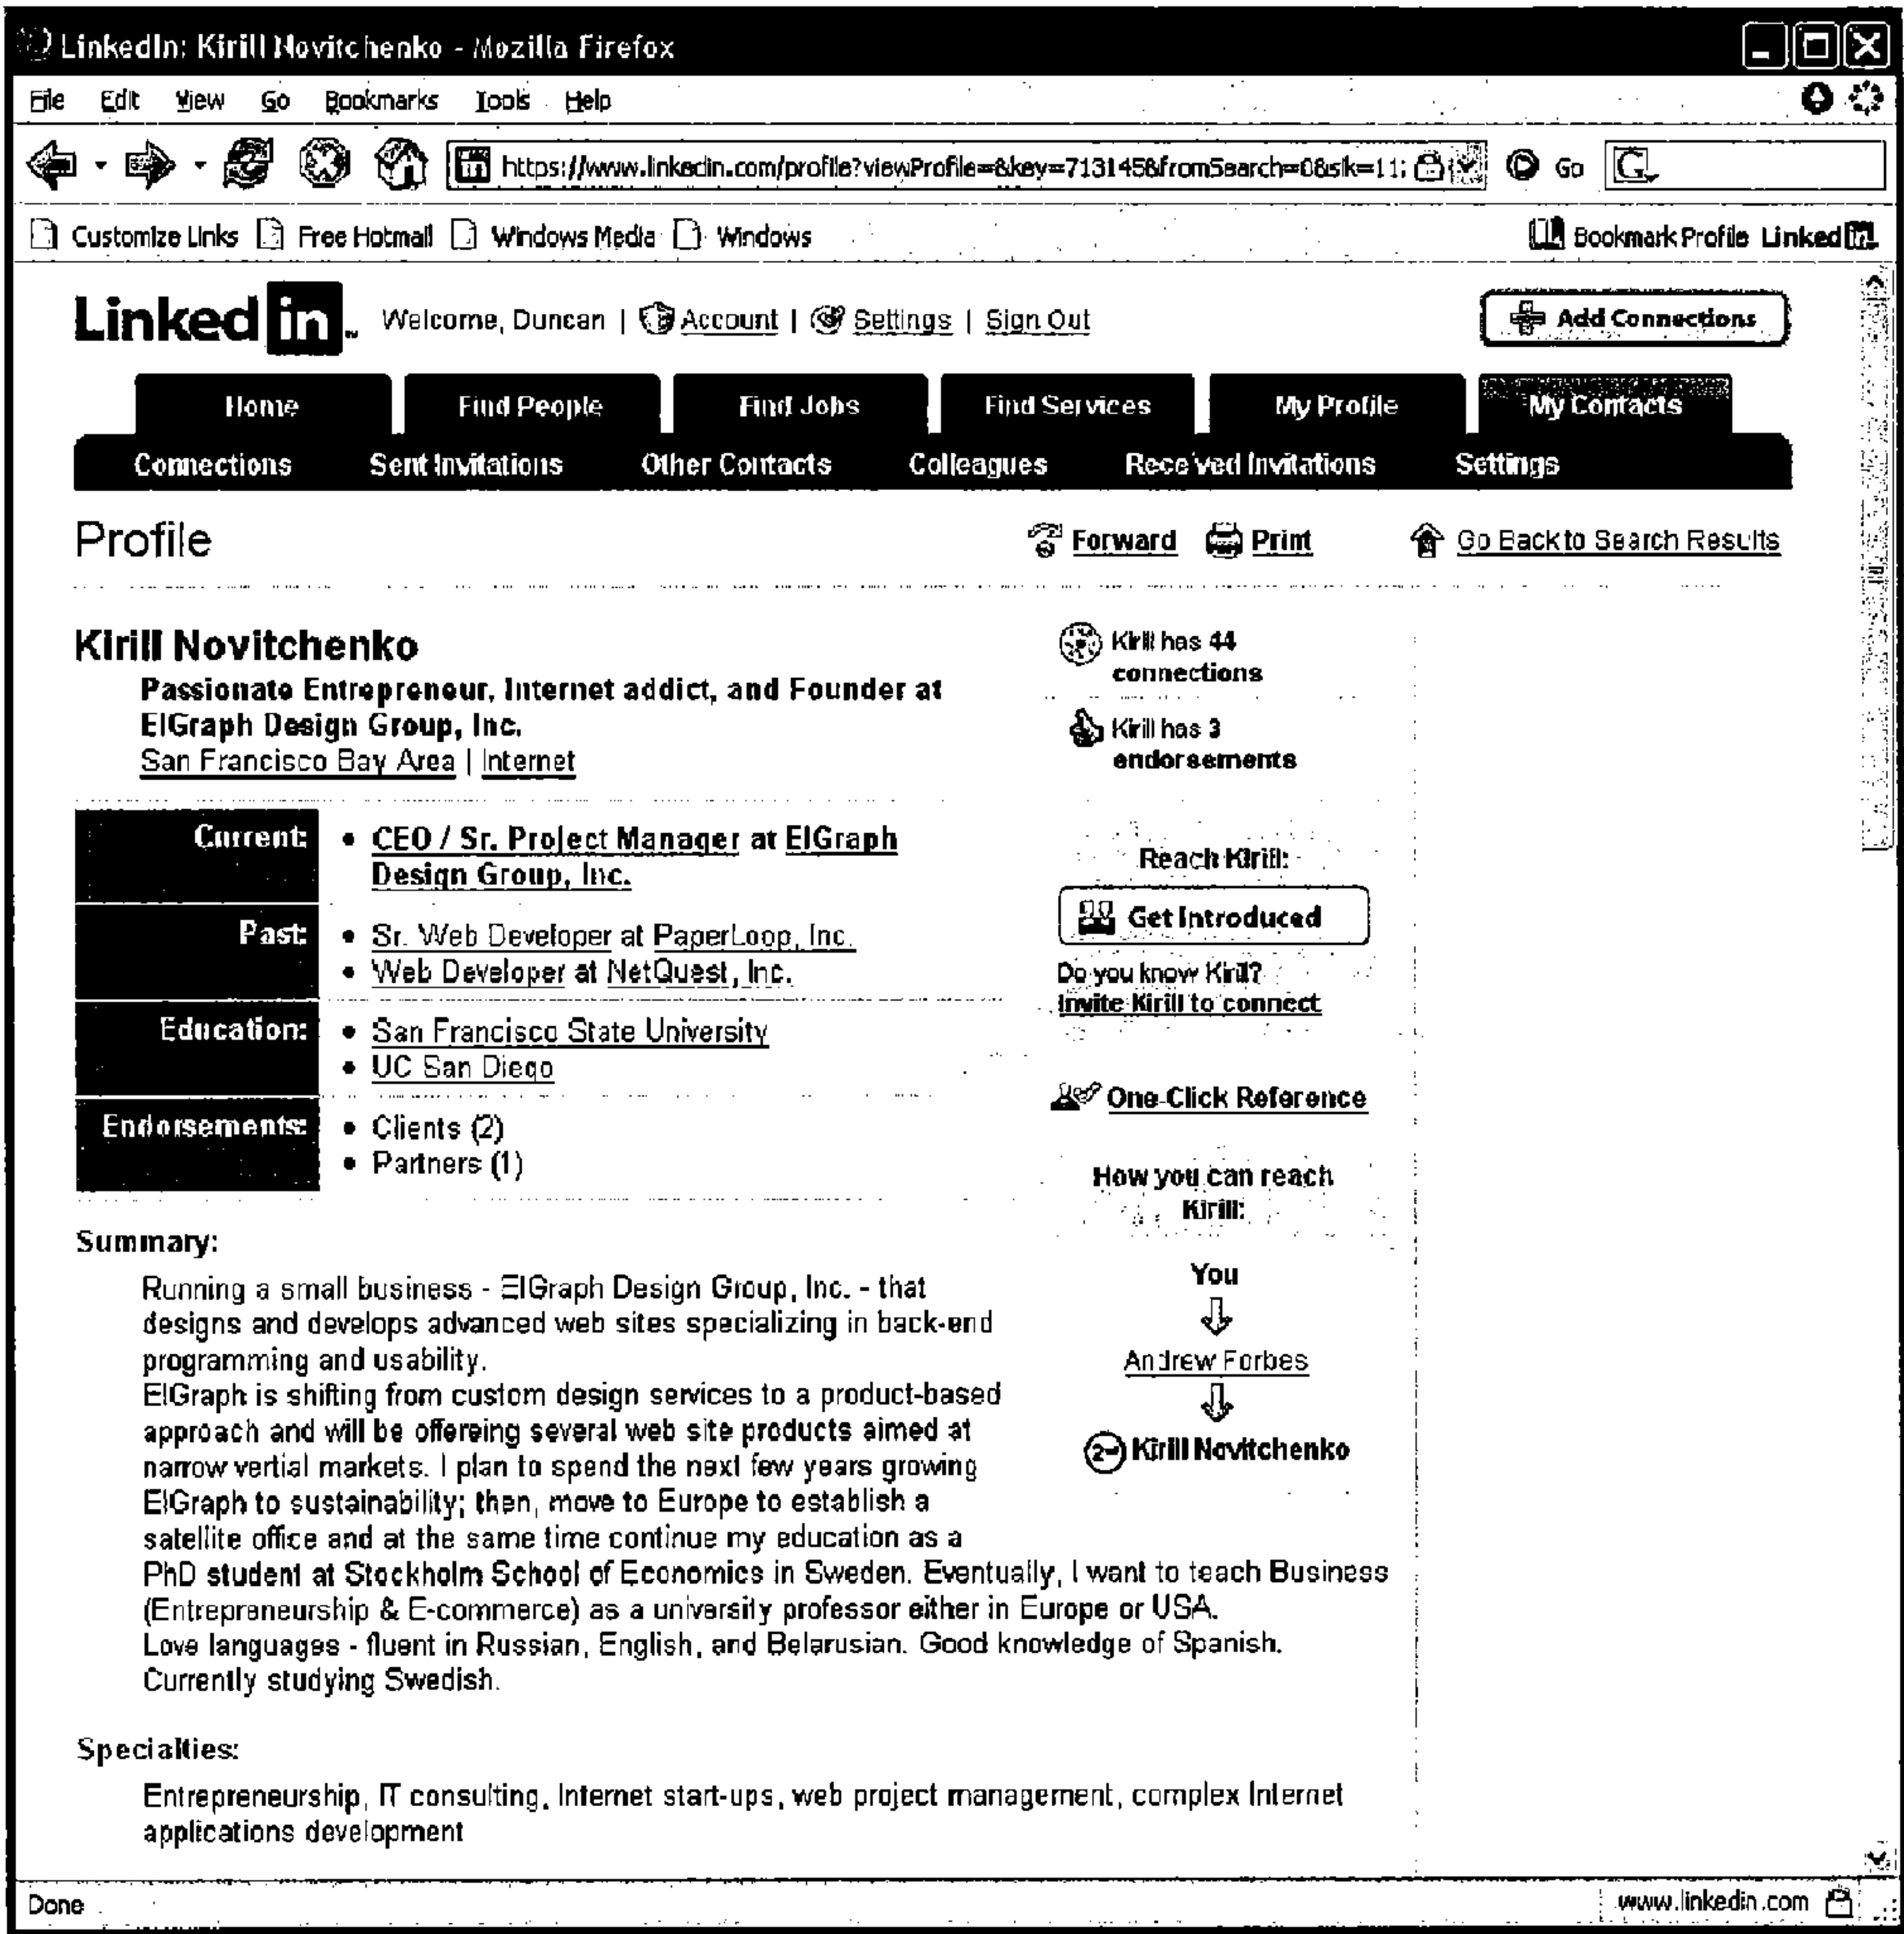 LinkedIn: Kirill Novitchenko - Mozilla Firefox
File Edit View Go Bookmarks Tools Help
https://www.linkedin.com/profile?viewProfile=&key=713145&fromSearch=0&sik=11; Go G
Customize Links Free Hotmail Windows Media Windows Bookmark Profile LinkedIn
LinkedIn Welcome, Duncan | Account | Settings | Sign Out Add Connections
Home Find People Find Jobs Find Services My Profile My Contacts
Connections Sent Invitations Other Contacts Colleagues Received Invitations Settings
Profile Forward Print Go Back to Search Results
Kirill Novitchenko
Passionate Entrepreneur, Internet addict, and Founder at
ElGraph Design Group, Inc.
San Francisco Bay Area | Internet
Kirill has 44
connections
Kirill has 3
endorsements
Current: • CEO / Sr. Project Manager at ElGraph
Design Group, Inc.
Past: • Sr. Web Developer at PaperLoop, Inc.
• Web Developer at NetQuest, Inc.
Education: • San Francisco State University
• UC San Diego
Endorsements: • Clients (2)
• Partners (1)
Reach Kirill:
Get Introduced
Do you know Kirill?
Invite Kirill to connect
One-Click Reference
How you can reach
Kirill:
You
Andrew Forbes
2nd Kirill Novitchenko
Summary:
Running a small business - ElGraph Design Group, Inc. - that
designs and develops advanced web sites specializing in back-end
programming and usability.
ElGraph is shifting from custom design services to a product-based
approach and will be offereing several web site products aimed at
narrow vertial markets. I plan to spend the next few years growing
ElGraph to sustainability; then, move to Europe to establish a
satellite office and at the same time continue my education as a
PhD student at Stockholm School of Economics in Sweden. Eventually, I want to teach Business
(Entrepreneurship & E-commerce) as a university professor either in Europe or USA.
Love languages - fluent in Russian, English, and Belarusian. Good knowledge of Spanish.
Currently studying Swedish.
Specialties:
Entrepreneurship, IT consulting, Internet start-ups, web project management, complex Internet
applications development
Done www.linkedin.com